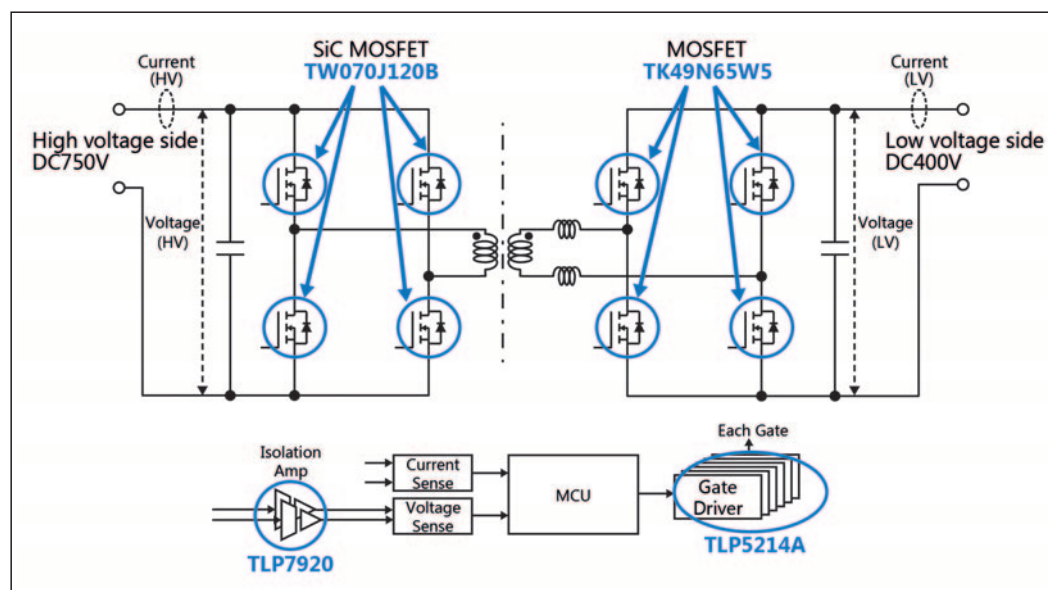 SiC MOSFET
TW070J120B
MOSFET
TK49N65W5
Current
(HV)
Current
(LV)
High voltage side
DC750V
Low voltage side
DC400V
Voltage
(HV)
Voltage
(LV)
Each Gate
Isolation
Amp
Current
Sense
MCU
Gate
Driver
Voltage
Sense
TLP7920
TLP5214A